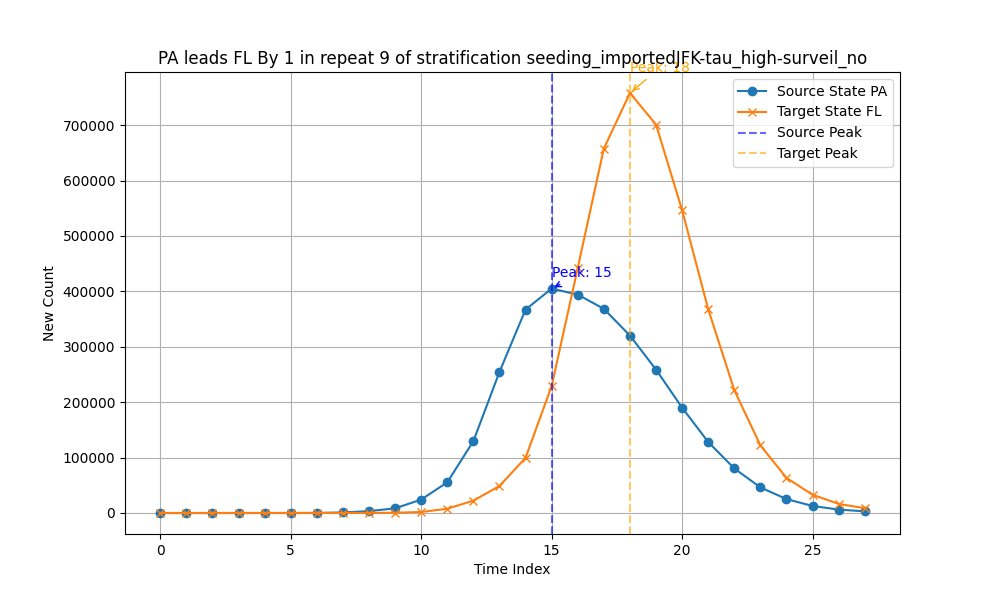 PA leads FL By 1 in repeat 9 of stratification seeding_importedJFK-tau_high-surveil_no
Peak: 18
Source State PA
Target State FL
Source Peak
Target Peak
Peak: 15
New Count
700000
600000
500000
400000
300000
200000
100000
0
0 5 10 15 20 25
Time Index